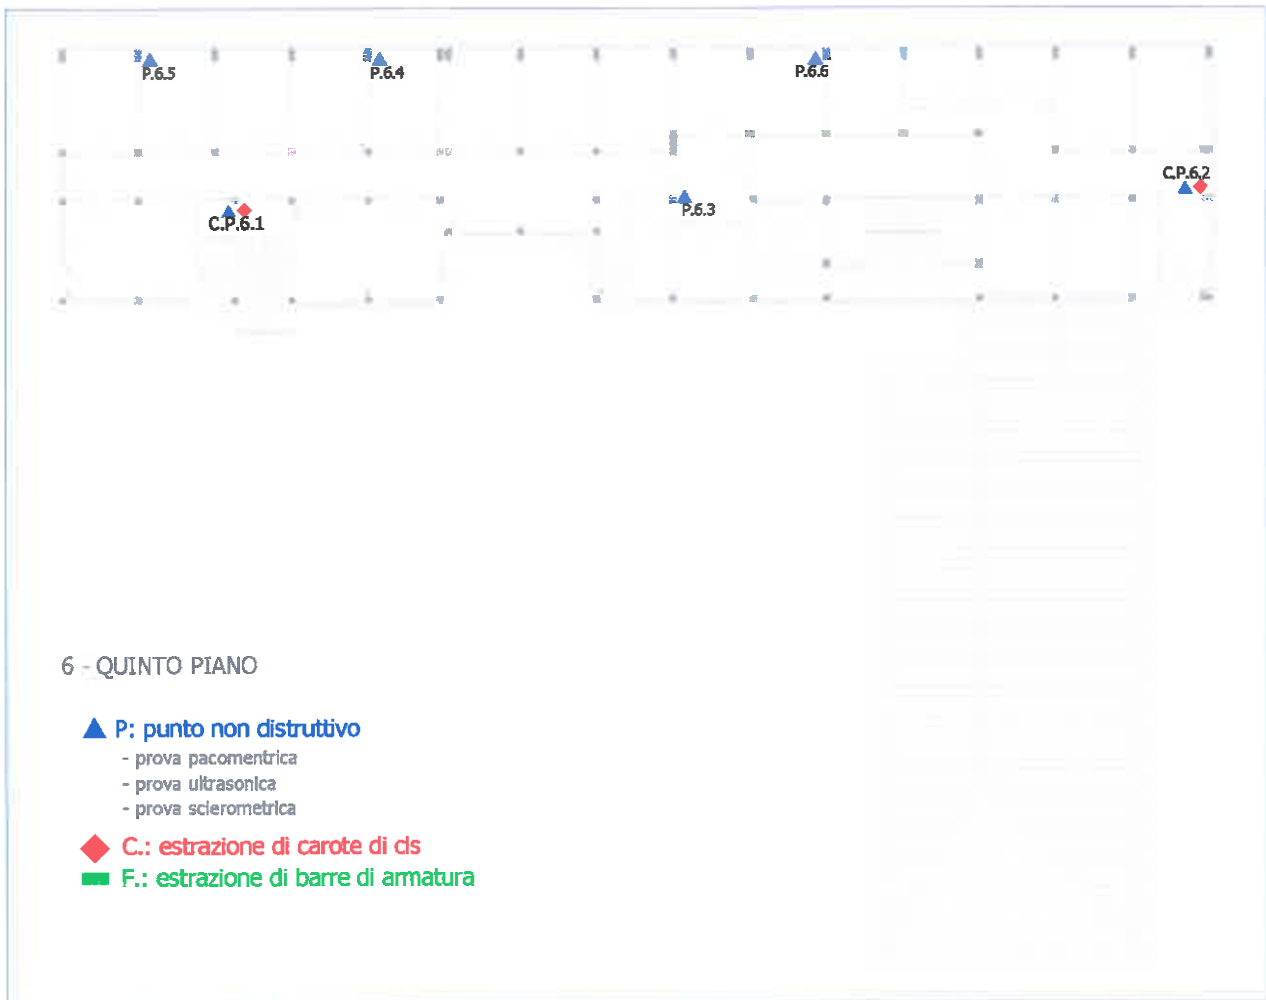 P.6.5
P.6.4
P.6.6
C.P.6.2
P.6.3
C.P.6.1
6 - QUINTO PIANO
P: punto non distruttivo
- prova pacomentrica
- prova ultrasonica
- prova sclerometrica
C.: estrazione di carote di cls
F.: estrazione di barre di armatura